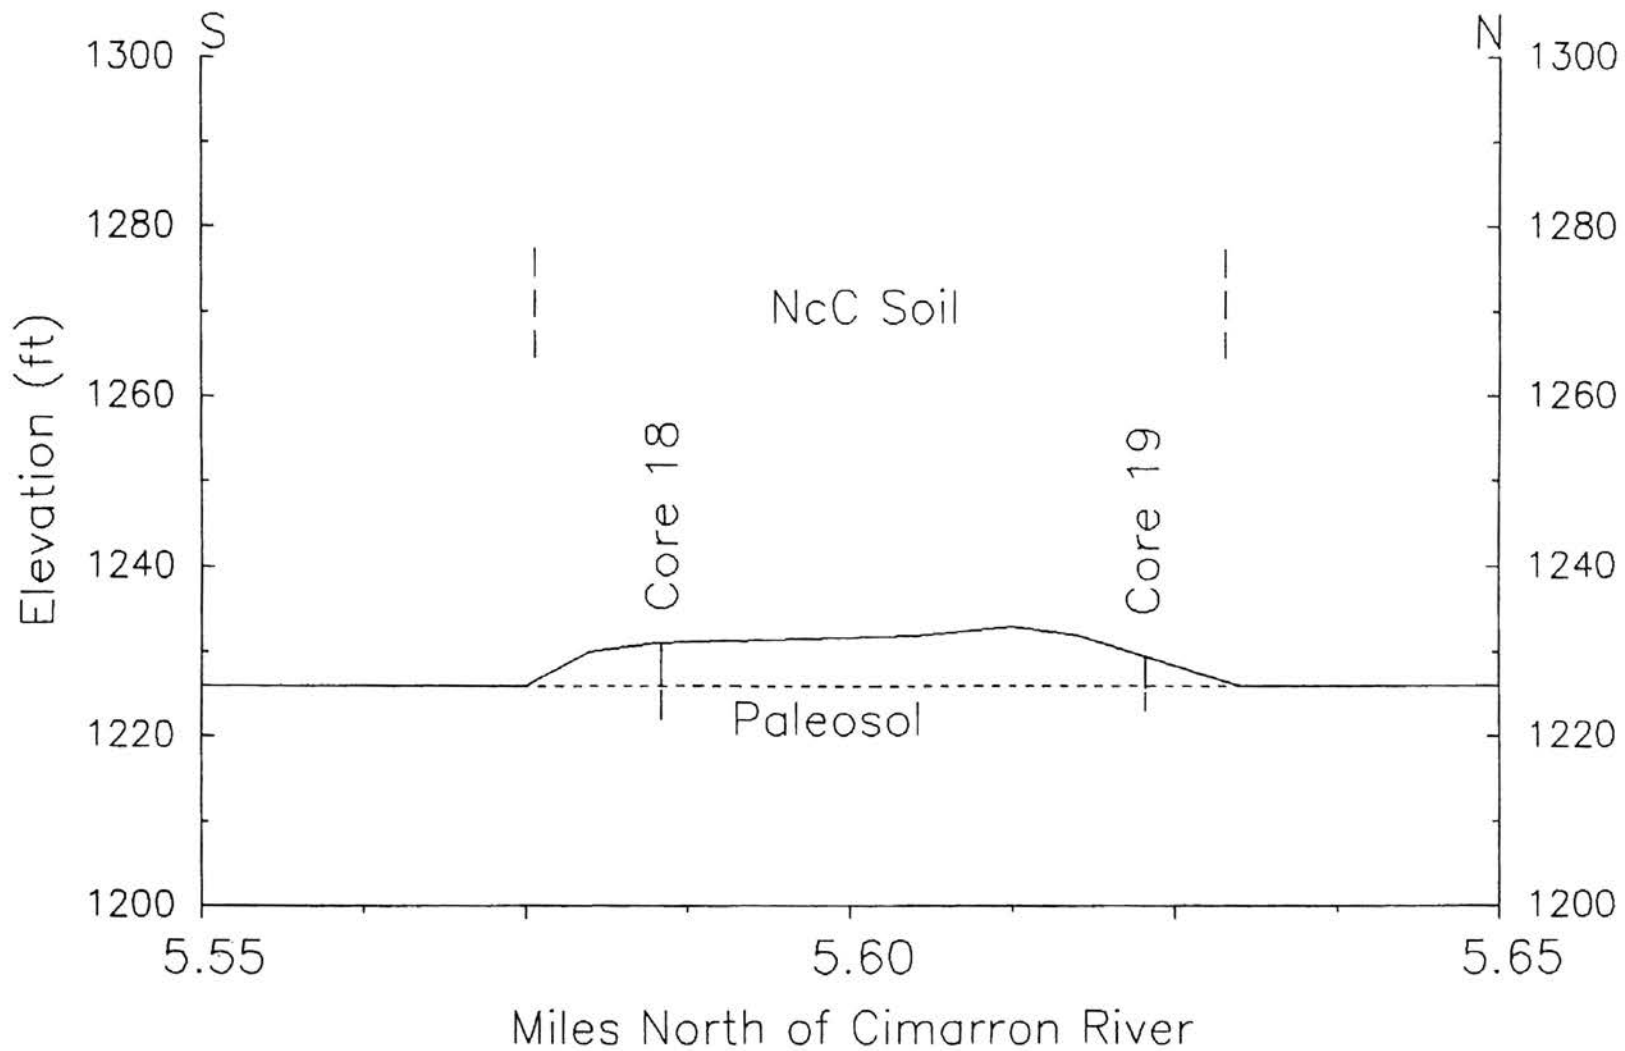 S N
1300 1300
1280 1280
NcC Soil
1260 1260
Elevation (ft)
Core 18
Core 19
1240 1240
Paleosol
1220 1220
1200 1200
5.55 5.60 5.65
Miles North of Cimarron River